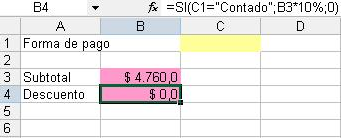 B4 fx =SI(C1="Contado";B3*10%;0)
A B C D
1 Forma de pago
2
3 Subtotal $ 4.760,0
4 Descuento $ 0,0
5
6